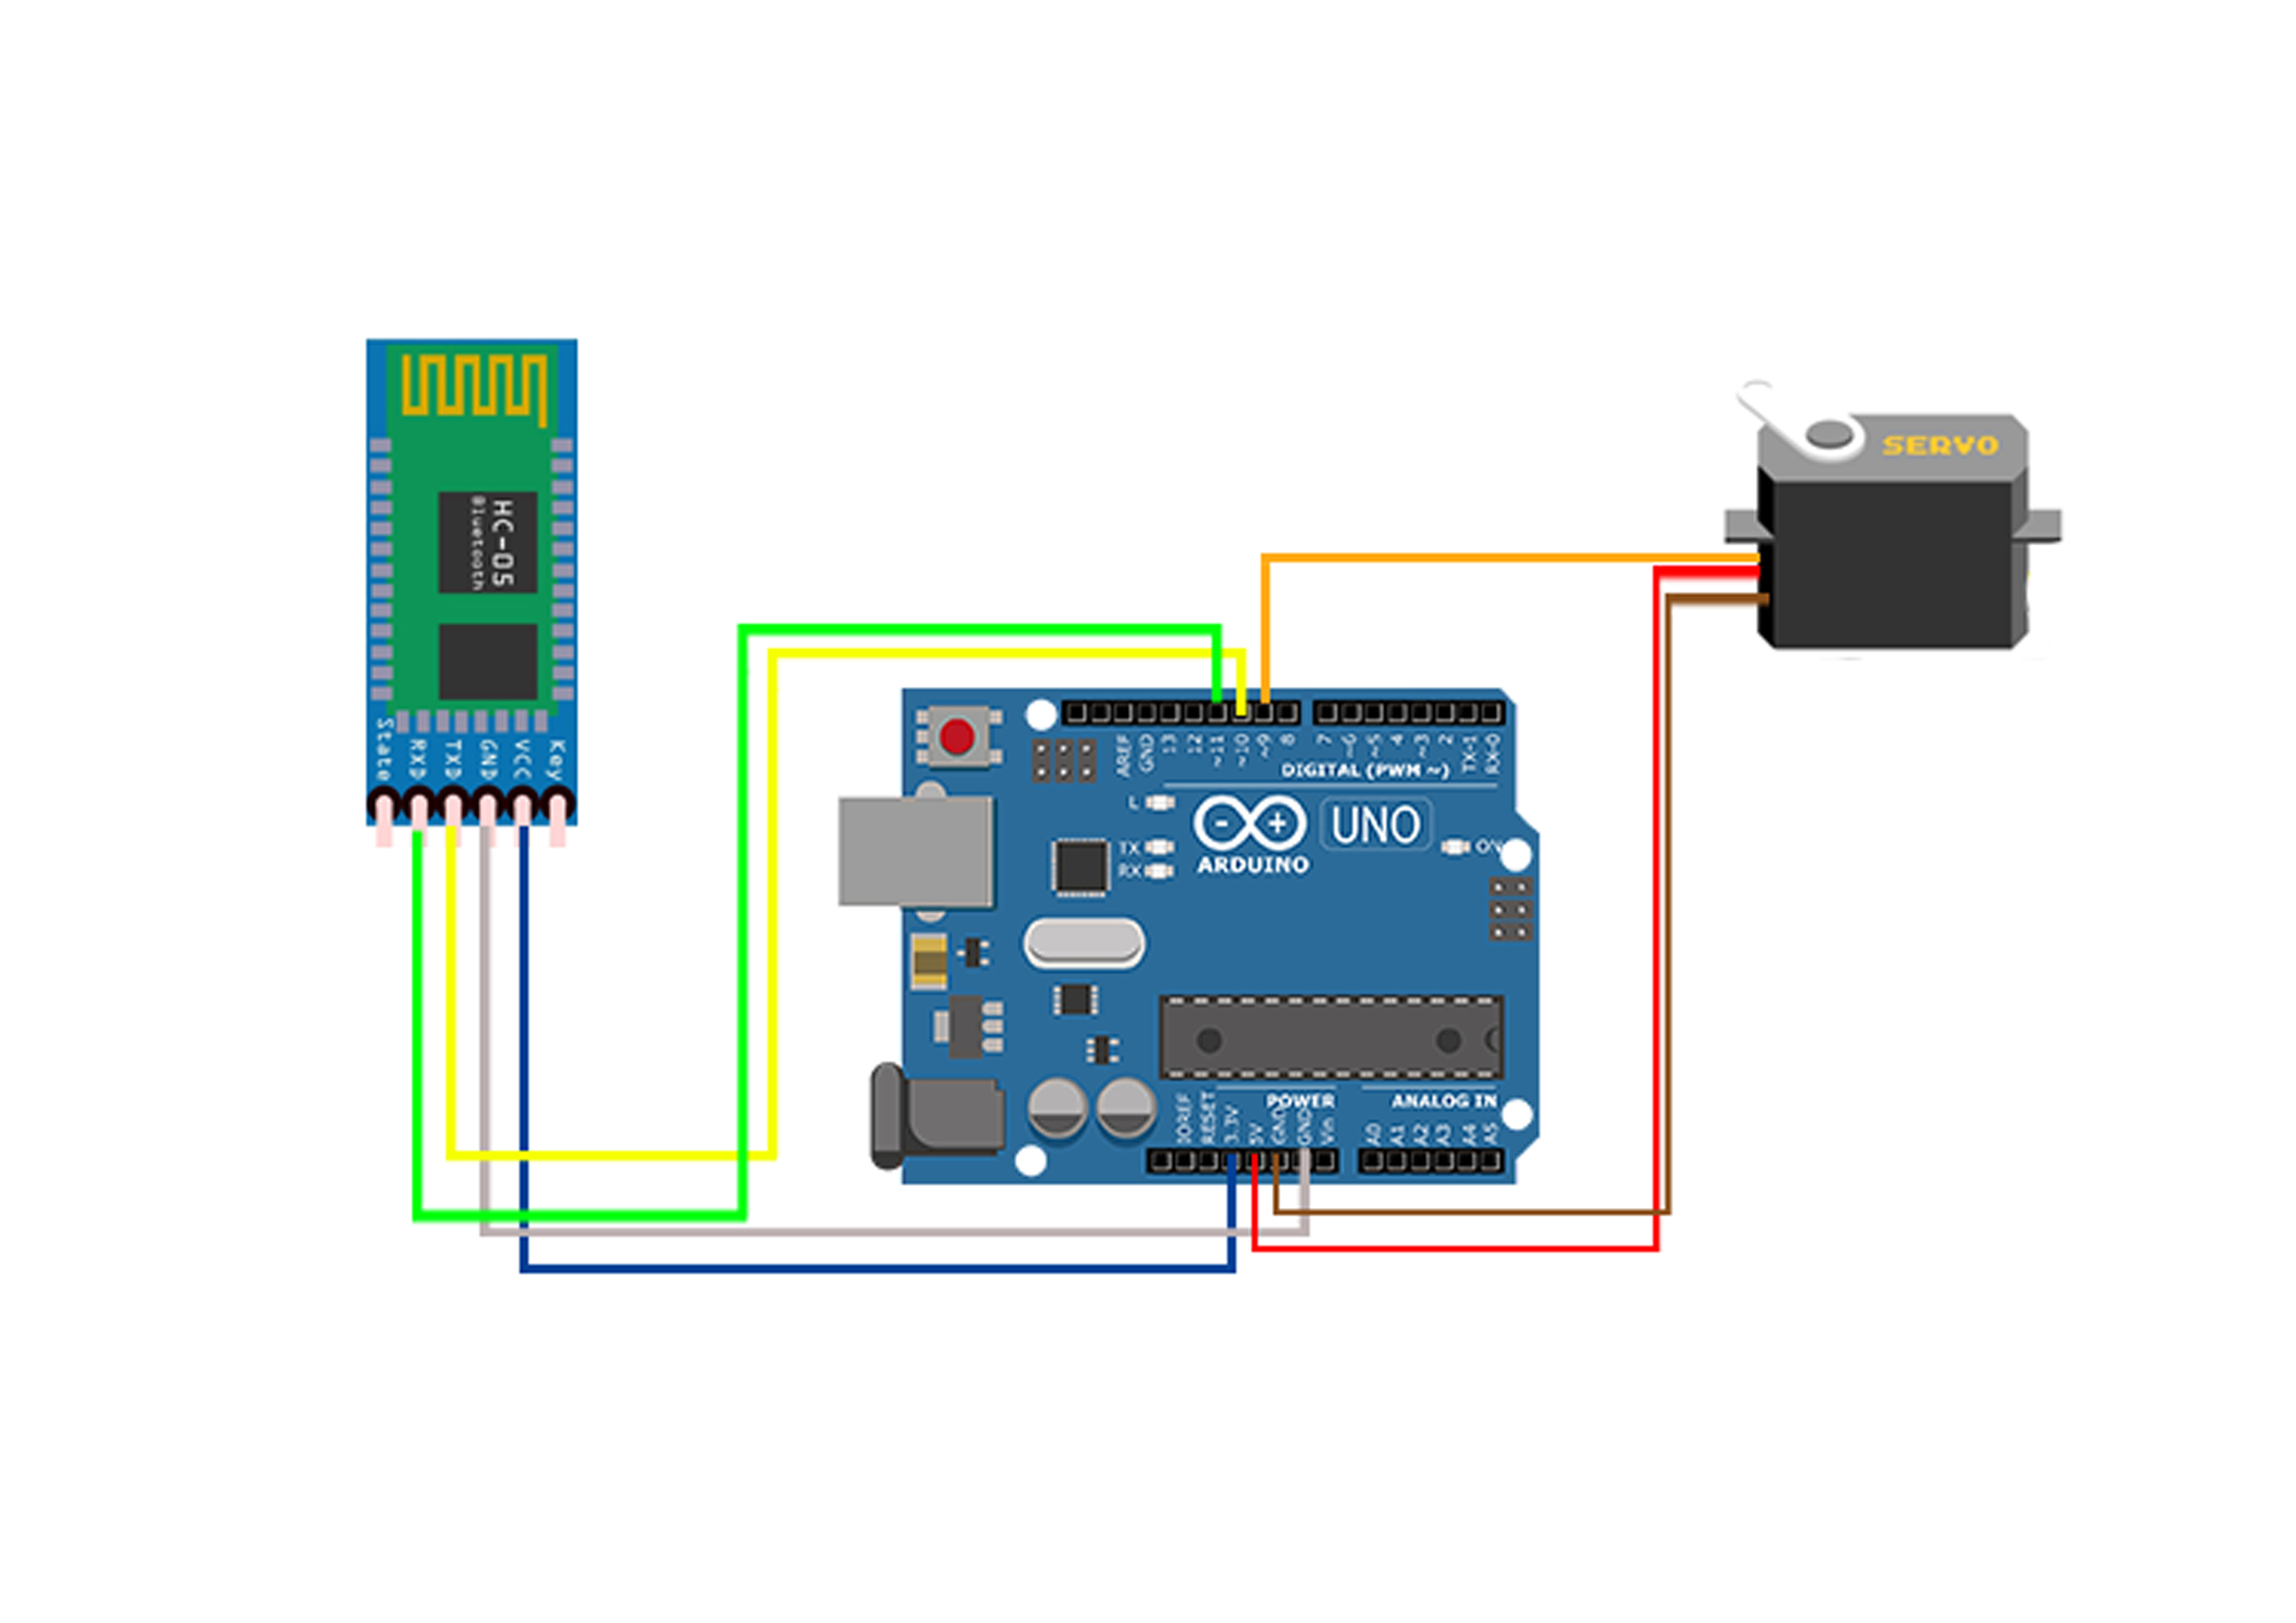 HC-05
Bluetooth
State
RXD
TXD
GND
VCC
Key
SERVO
AREF
GND
13
12
~11
~10
~9
8
7
~6
~5
4
~3
2
TX-1
RX-0
DIGITAL (PWM ~)
L
TX
RX
- +
ARDUINO
UNO
ON
POWER
ANALOG IN
IOREF
RESET
3.3V
5V
GND
GND
Vin
A0
A1
A2
A3
A4
A5